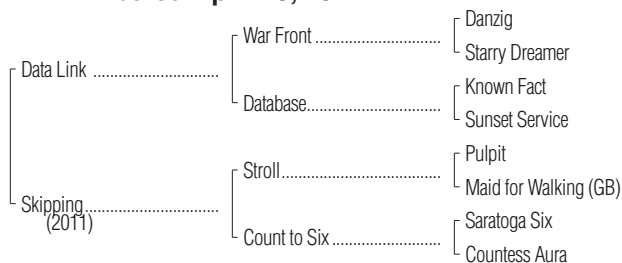 Danzig
War Front
Starry Dreamer
Data Link
Known Fact
Database
Sunset Service
Pulpit
Stroll
Maid for Walking (GB)
Skipping
(2011)
Saratoga Six
Count to Six
Countess Aura